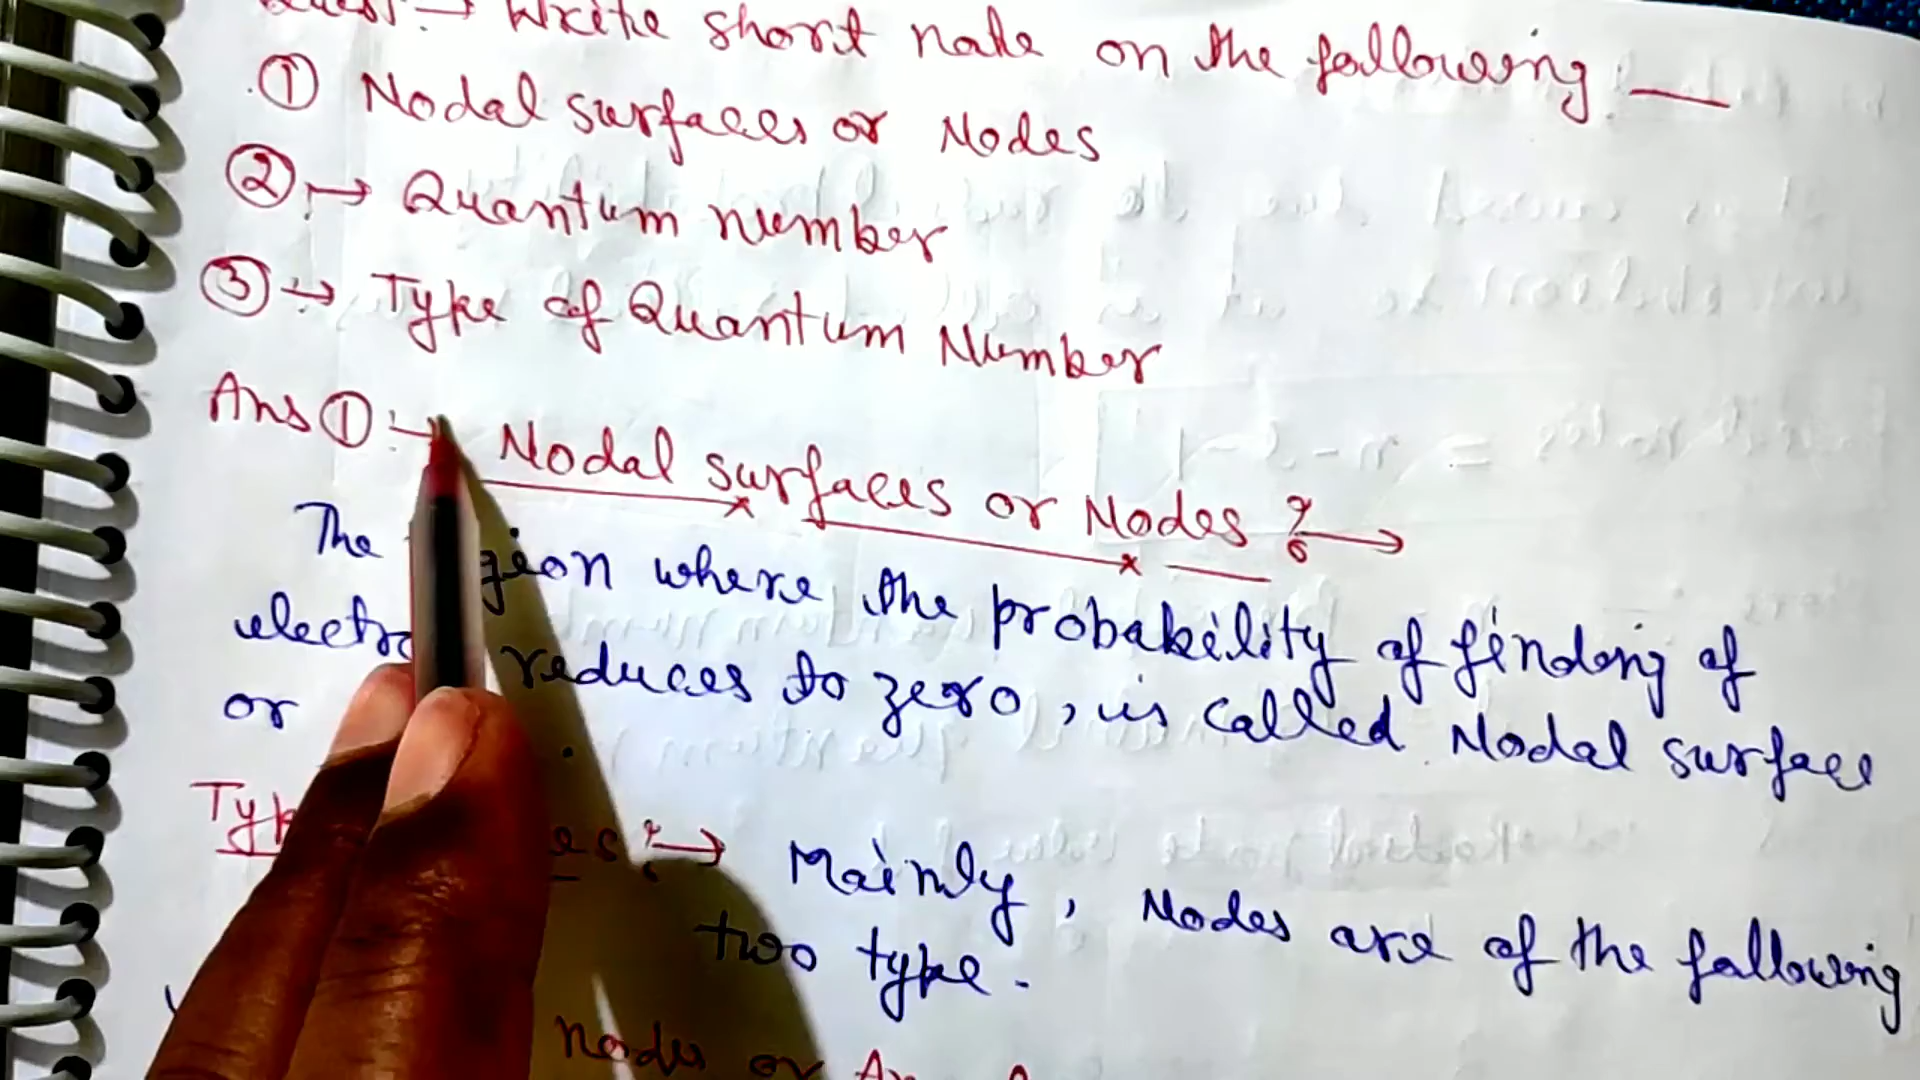 Write short note on the following —
① Nodal surfaces or Nodes
② → Quantum number
③ → Type of Quantum Number
Ans ① → Nodal surfaces or Nodes :→
The where the probability of finding of
reduces to zero, is called Nodal surface
or
→ Mainly, Nodes are of the following
two type.
nodes or